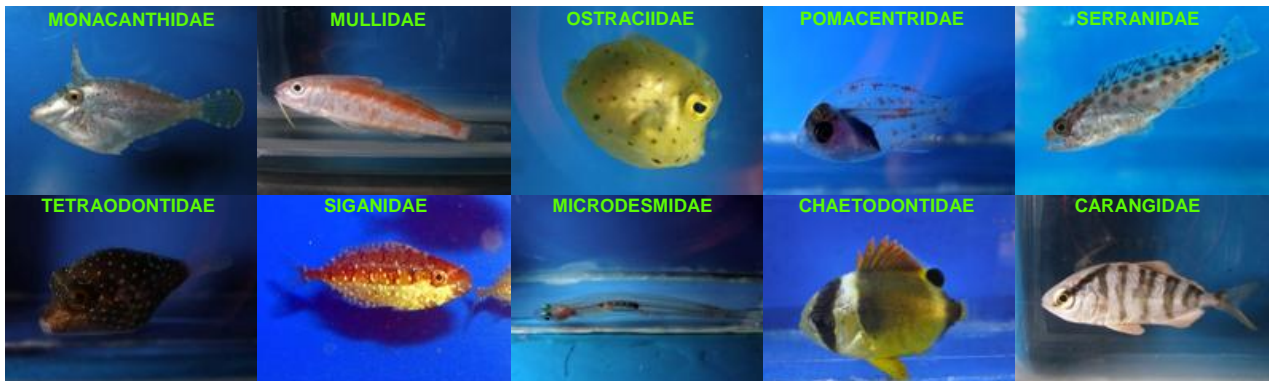 MONACANTHIDAE
MULLIDAE
OSTRACIIDAE
POMACENTRIDAE
SERRANIDAE
TETRAODONTIDAE
SIGANIDAE
MICRODESMIDAE
CHAETODONTIDAE
CARANGIDAE